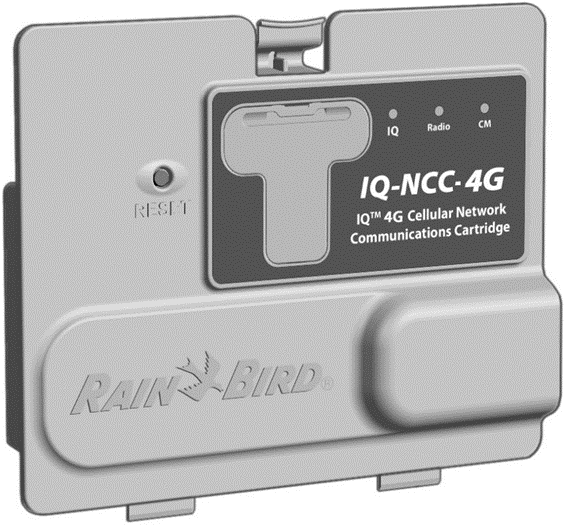 IQ Radio CM
RESET
IQ-NCC-4G
IQ™ 4G Cellular Network
Communications Cartridge
RAIN BIRD®